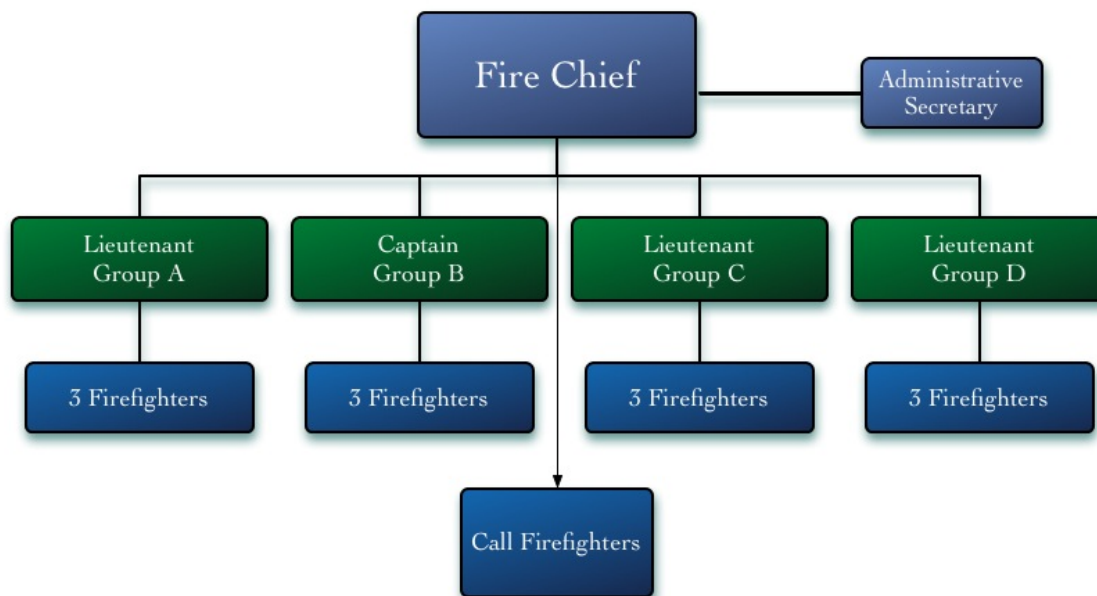 Fire Chief
Administrative
Secretary
Lieutenant
Group A
Captain
Group B
Lieutenant
Group C
Lieutenant
Group D
3 Firefighters
3 Firefighters
3 Firefighters
3 Firefighters
Call Firefighters